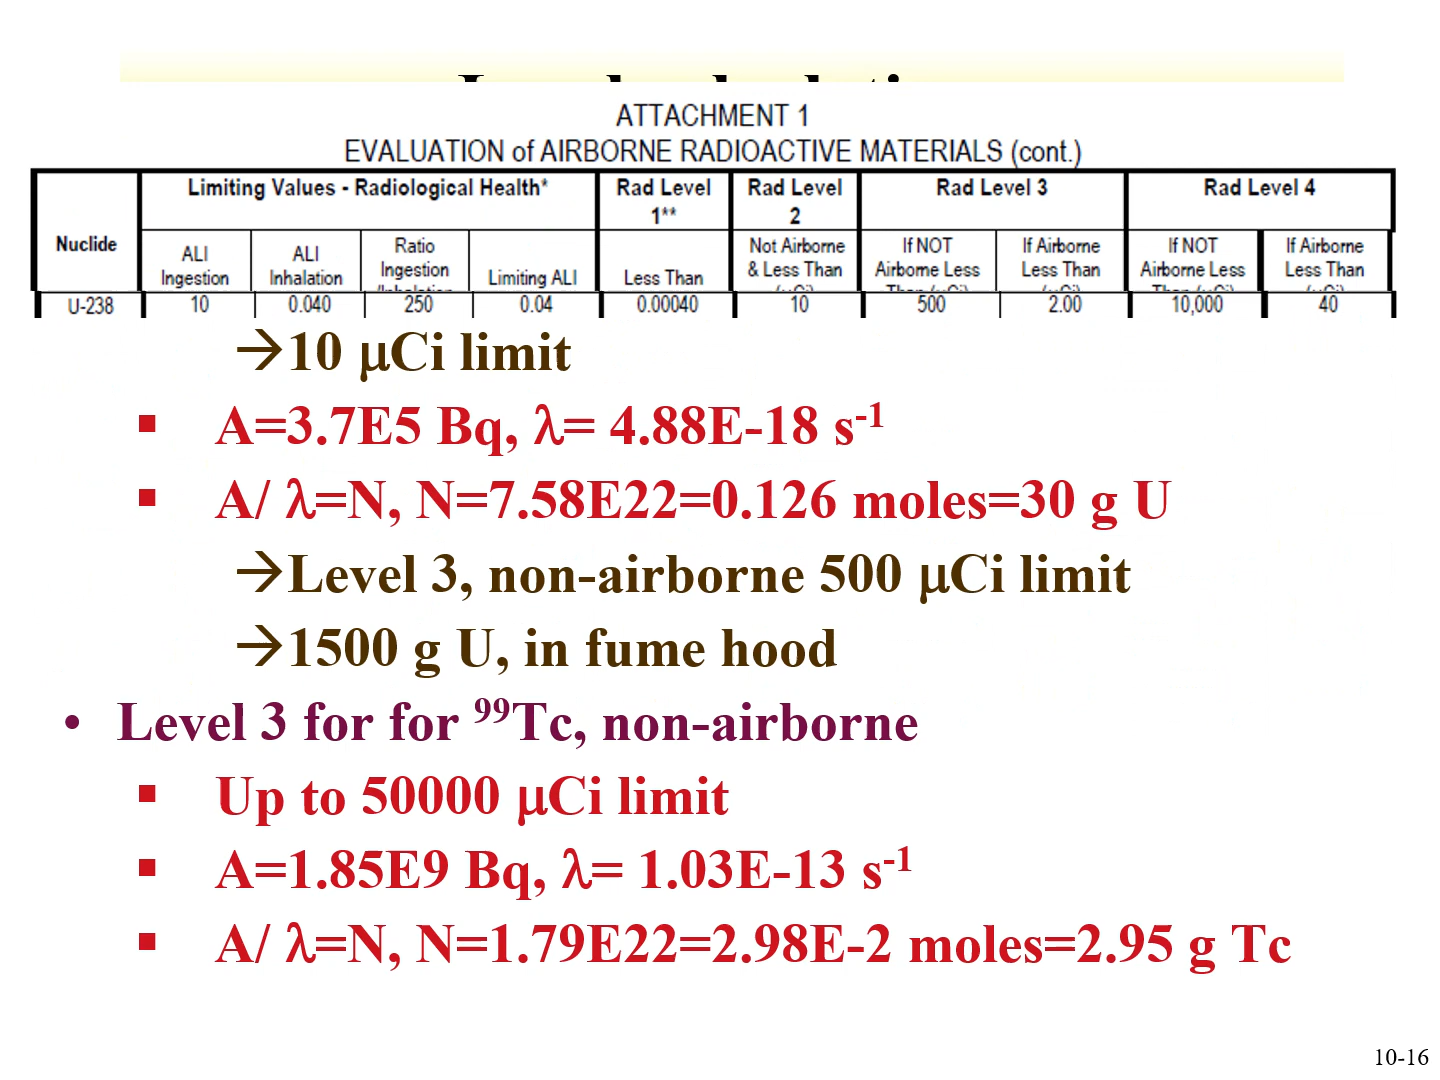 ATTACHMENT 1
EVALUATION of AIRBORNE RADIOACTIVE MATERIALS (cont.)
Nuclide
Limiting Values - Radiological Health*
Rad Level 1**
Rad Level 2
Rad Level 3
Rad Level 4
ALI Ingestion
ALI Inhalation
Ratio Ingestion
Limiting ALI
Less Than
Not Airborne & Less Than
If NOT Airborne Less
If Airborne Less Than
If NOT Airborne Less
If Airborne Less Than
U-238 10 0.040 250 0.04 0.00040 10 500 2.00 10,000 40
→10 μCi limit
▪ A=3.7E5 Bq, λ= 4.88E-18 s-1
▪ A/ λ=N, N=7.58E22=0.126 moles=30 g U
→Level 3, non-airborne 500 μCi limit
→1500 g U, in fume hood
• Level 3 for for 99Tc, non-airborne
▪ Up to 50000 μCi limit
▪ A=1.85E9 Bq, λ= 1.03E-13 s-1
▪ A/ λ=N, N=1.79E22=2.98E-2 moles=2.95 g Tc
10-16